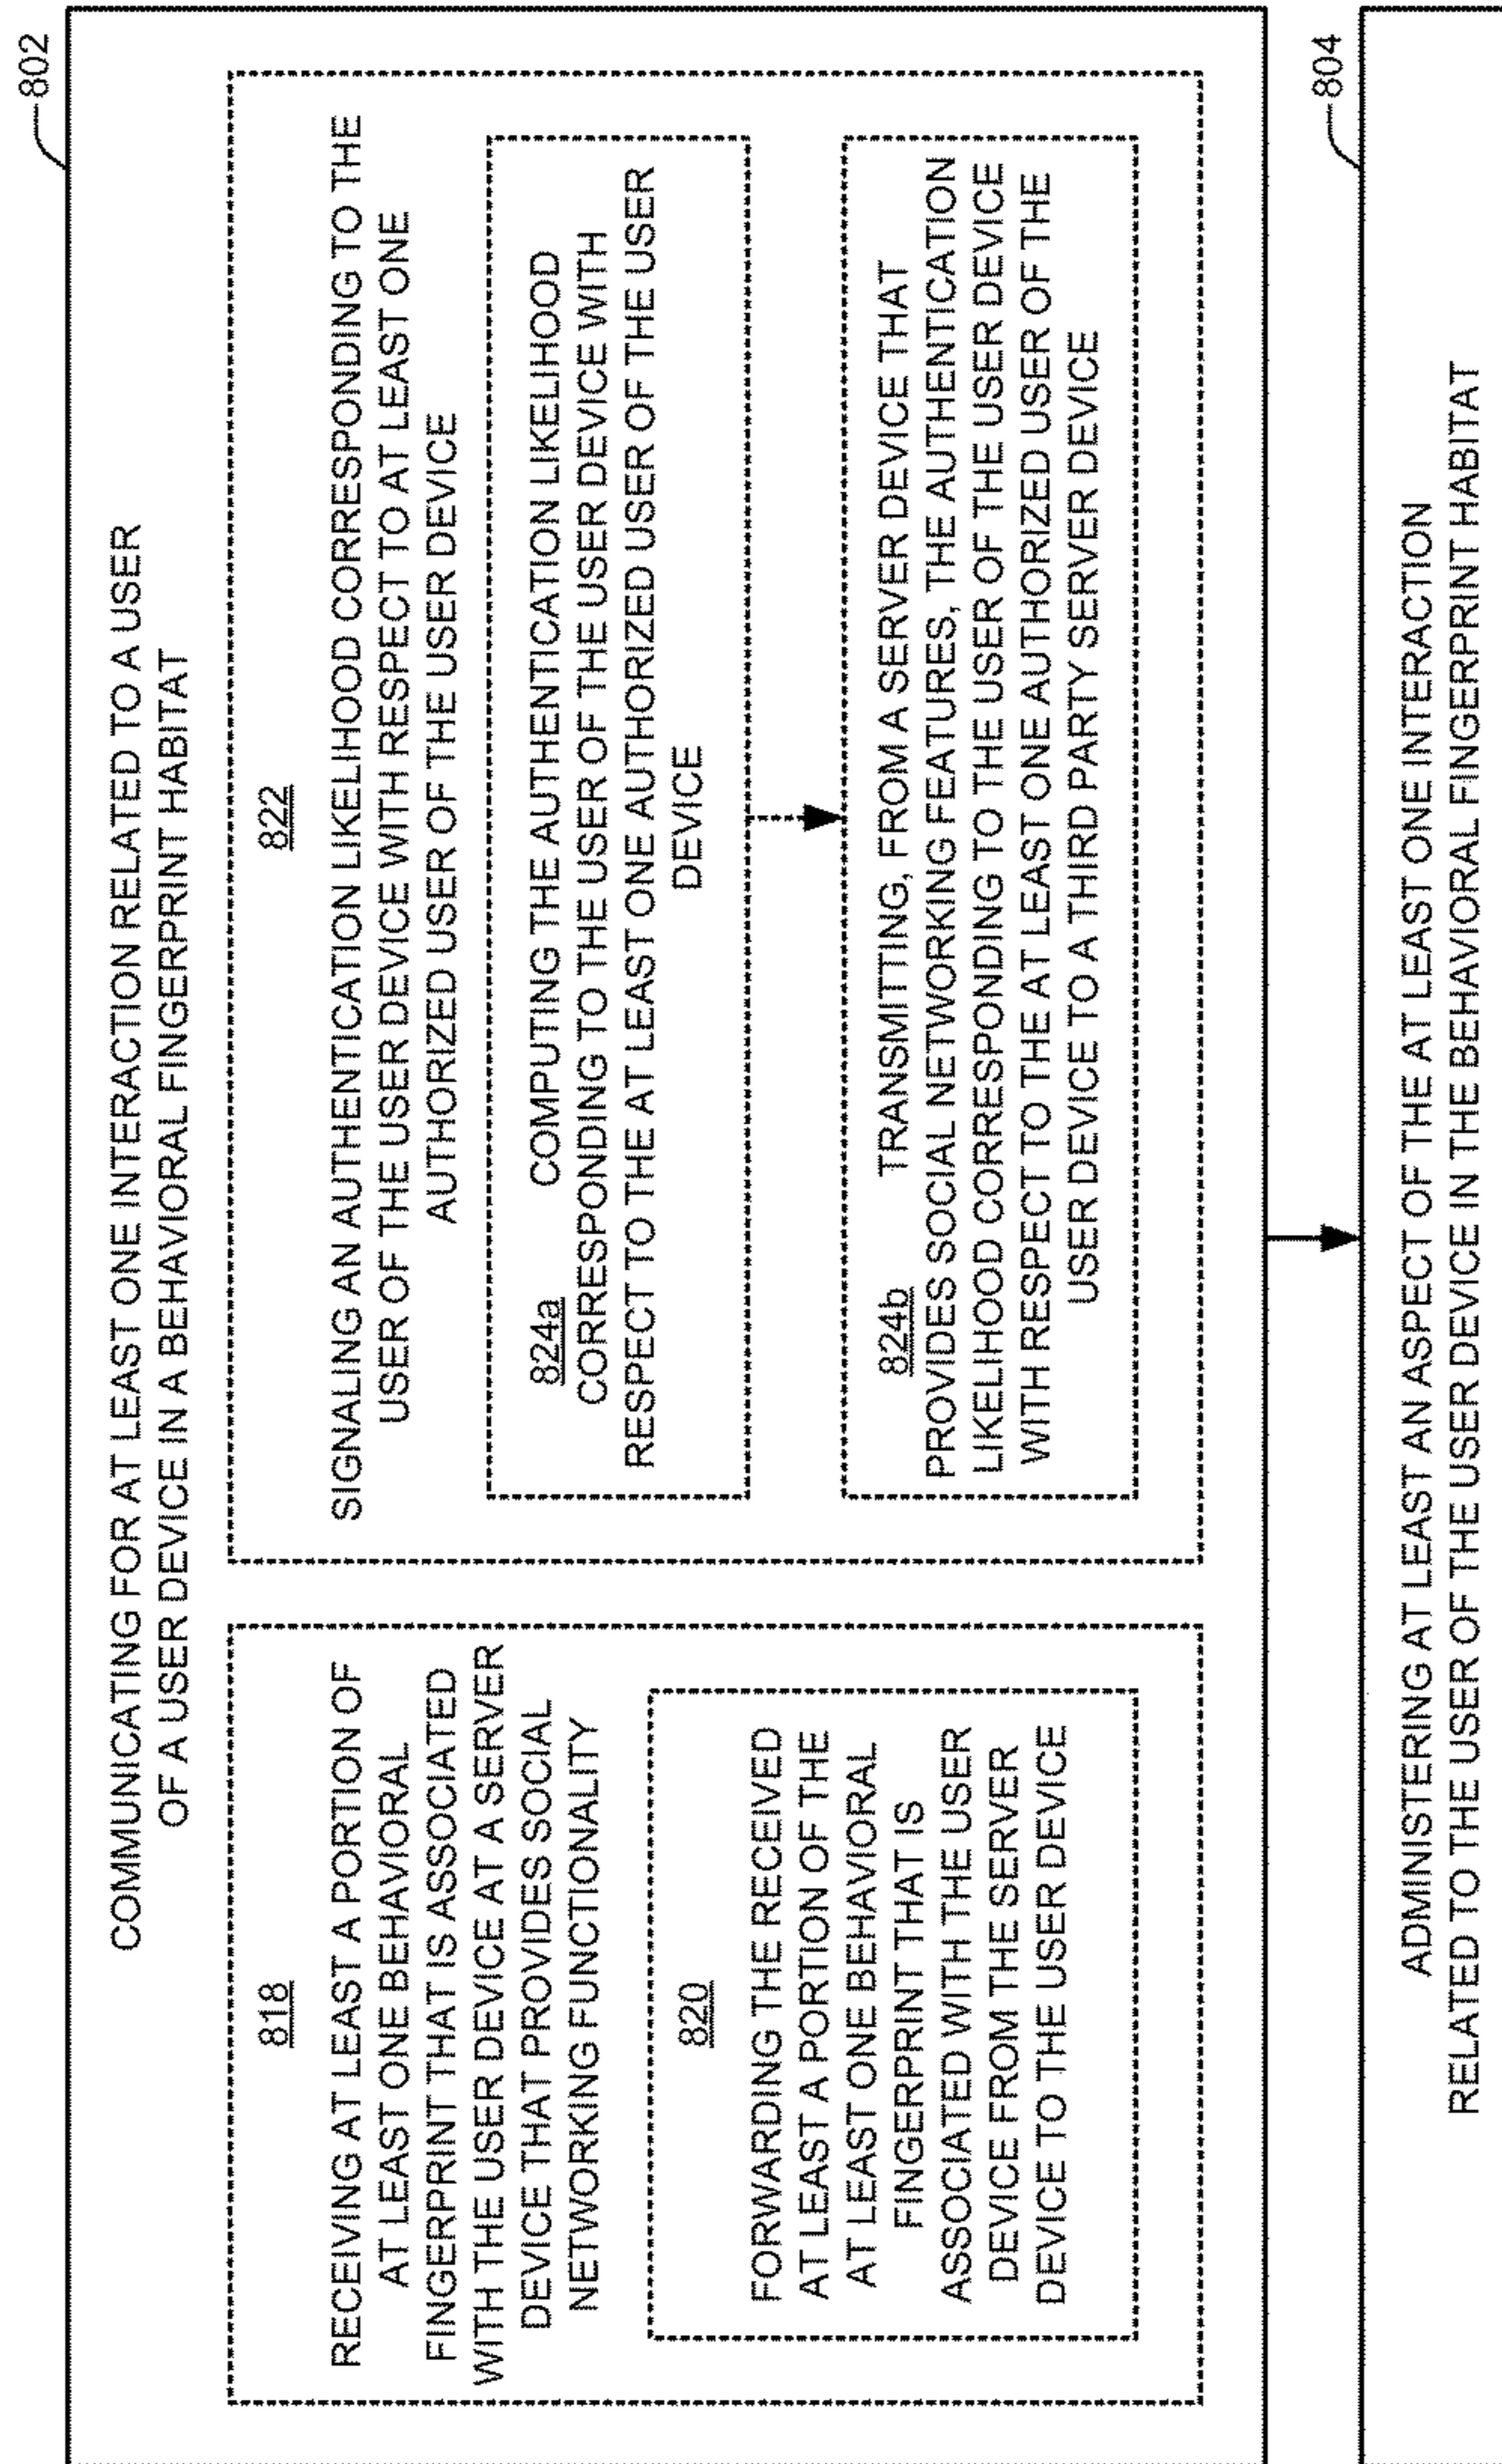 802
COMMUNICATING FOR AT LEAST ONE INTERACTION RELATED TO A USER
OF A USER DEVICE IN A BEHAVIORAL FINGERPRINT HABITAT
818
RECEIVING AT LEAST A PORTION OF
AT LEAST ONE BEHAVIORAL
FINGERPRINT THAT IS ASSOCIATED
WITH THE USER DEVICE AT A SERVER
DEVICE THAT PROVIDES SOCIAL
NETWORKING FUNCTIONALITY
820
FORWARDING THE RECEIVED
AT LEAST A PORTION OF THE
AT LEAST ONE BEHAVIORAL
FINGERPRINT THAT IS
ASSOCIATED WITH THE USER
DEVICE FROM THE SERVER
DEVICE TO THE USER DEVICE
822
SIGNALING AN AUTHENTICATION LIKELIHOOD CORRESPONDING TO THE
USER OF THE USER DEVICE WITH RESPECT TO AT LEAST ONE
AUTHORIZED USER OF THE USER DEVICE
824a COMPUTING THE AUTHENTICATION LIKELIHOOD
CORRESPONDING TO THE USER OF THE USER DEVICE WITH
RESPECT TO THE AT LEAST ONE AUTHORIZED USER OF THE USER
DEVICE
824b TRANSMITTING, FROM A SERVER DEVICE THAT
PROVIDES SOCIAL NETWORKING FEATURES, THE AUTHENTICATION
LIKELIHOOD CORRESPONDING TO THE USER OF THE USER DEVICE
WITH RESPECT TO THE AT LEAST ONE AUTHORIZED USER OF THE
USER DEVICE TO A THIRD PARTY SERVER DEVICE
804
ADMINISTERING AT LEAST AN ASPECT OF THE AT LEAST ONE INTERACTION
RELATED TO THE USER OF THE USER DEVICE IN THE BEHAVIORAL FINGERPRINT HABITAT